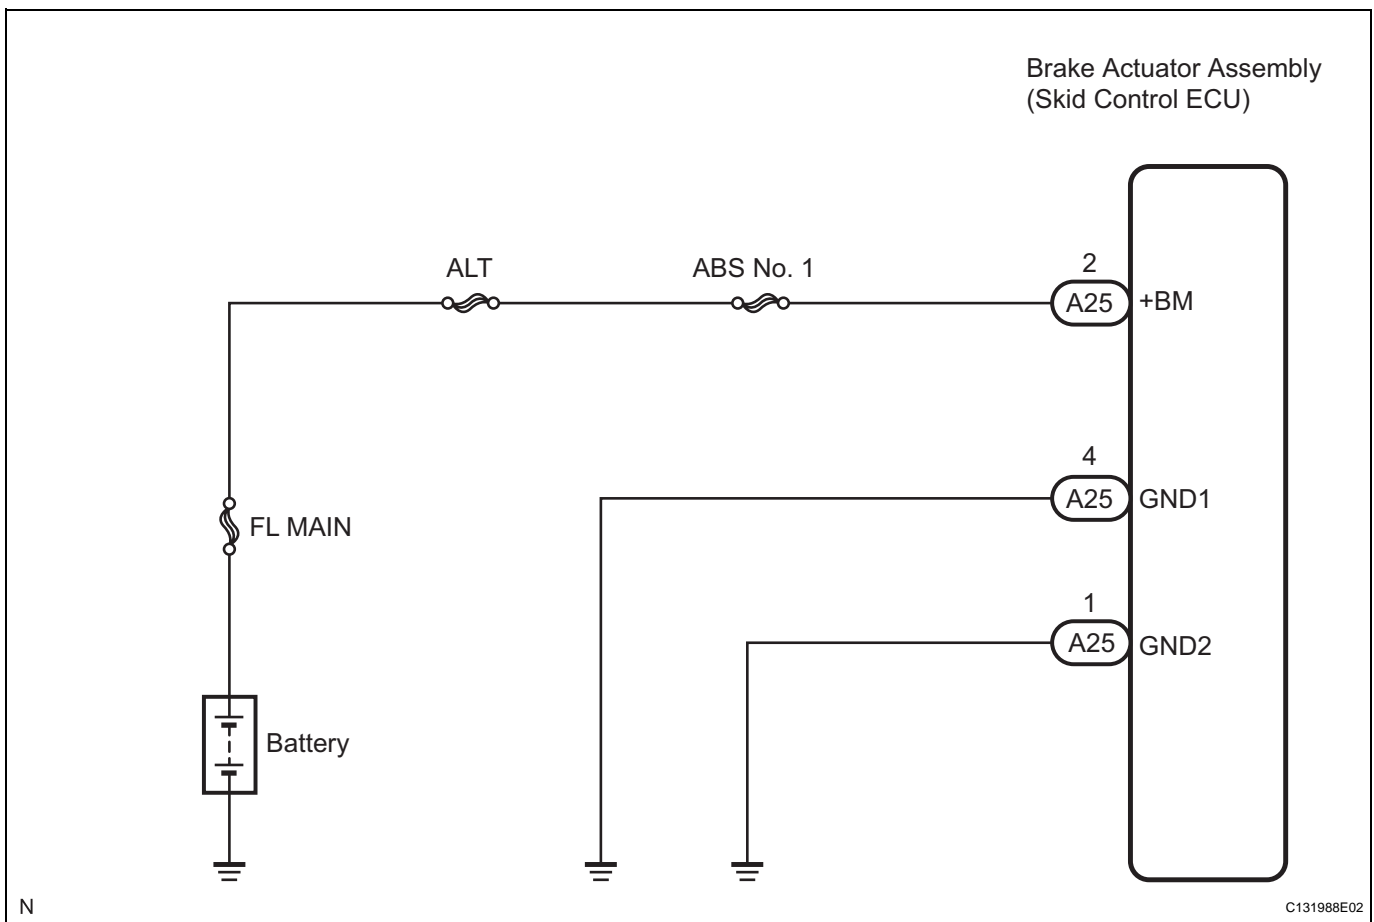 Brake Actuator Assembly
(Skid Control ECU)
ALT
ABS No. 1
2
A25
+BM
4
A25
GND1
FL MAIN
1
A25
GND2
Battery
N
C131988E02